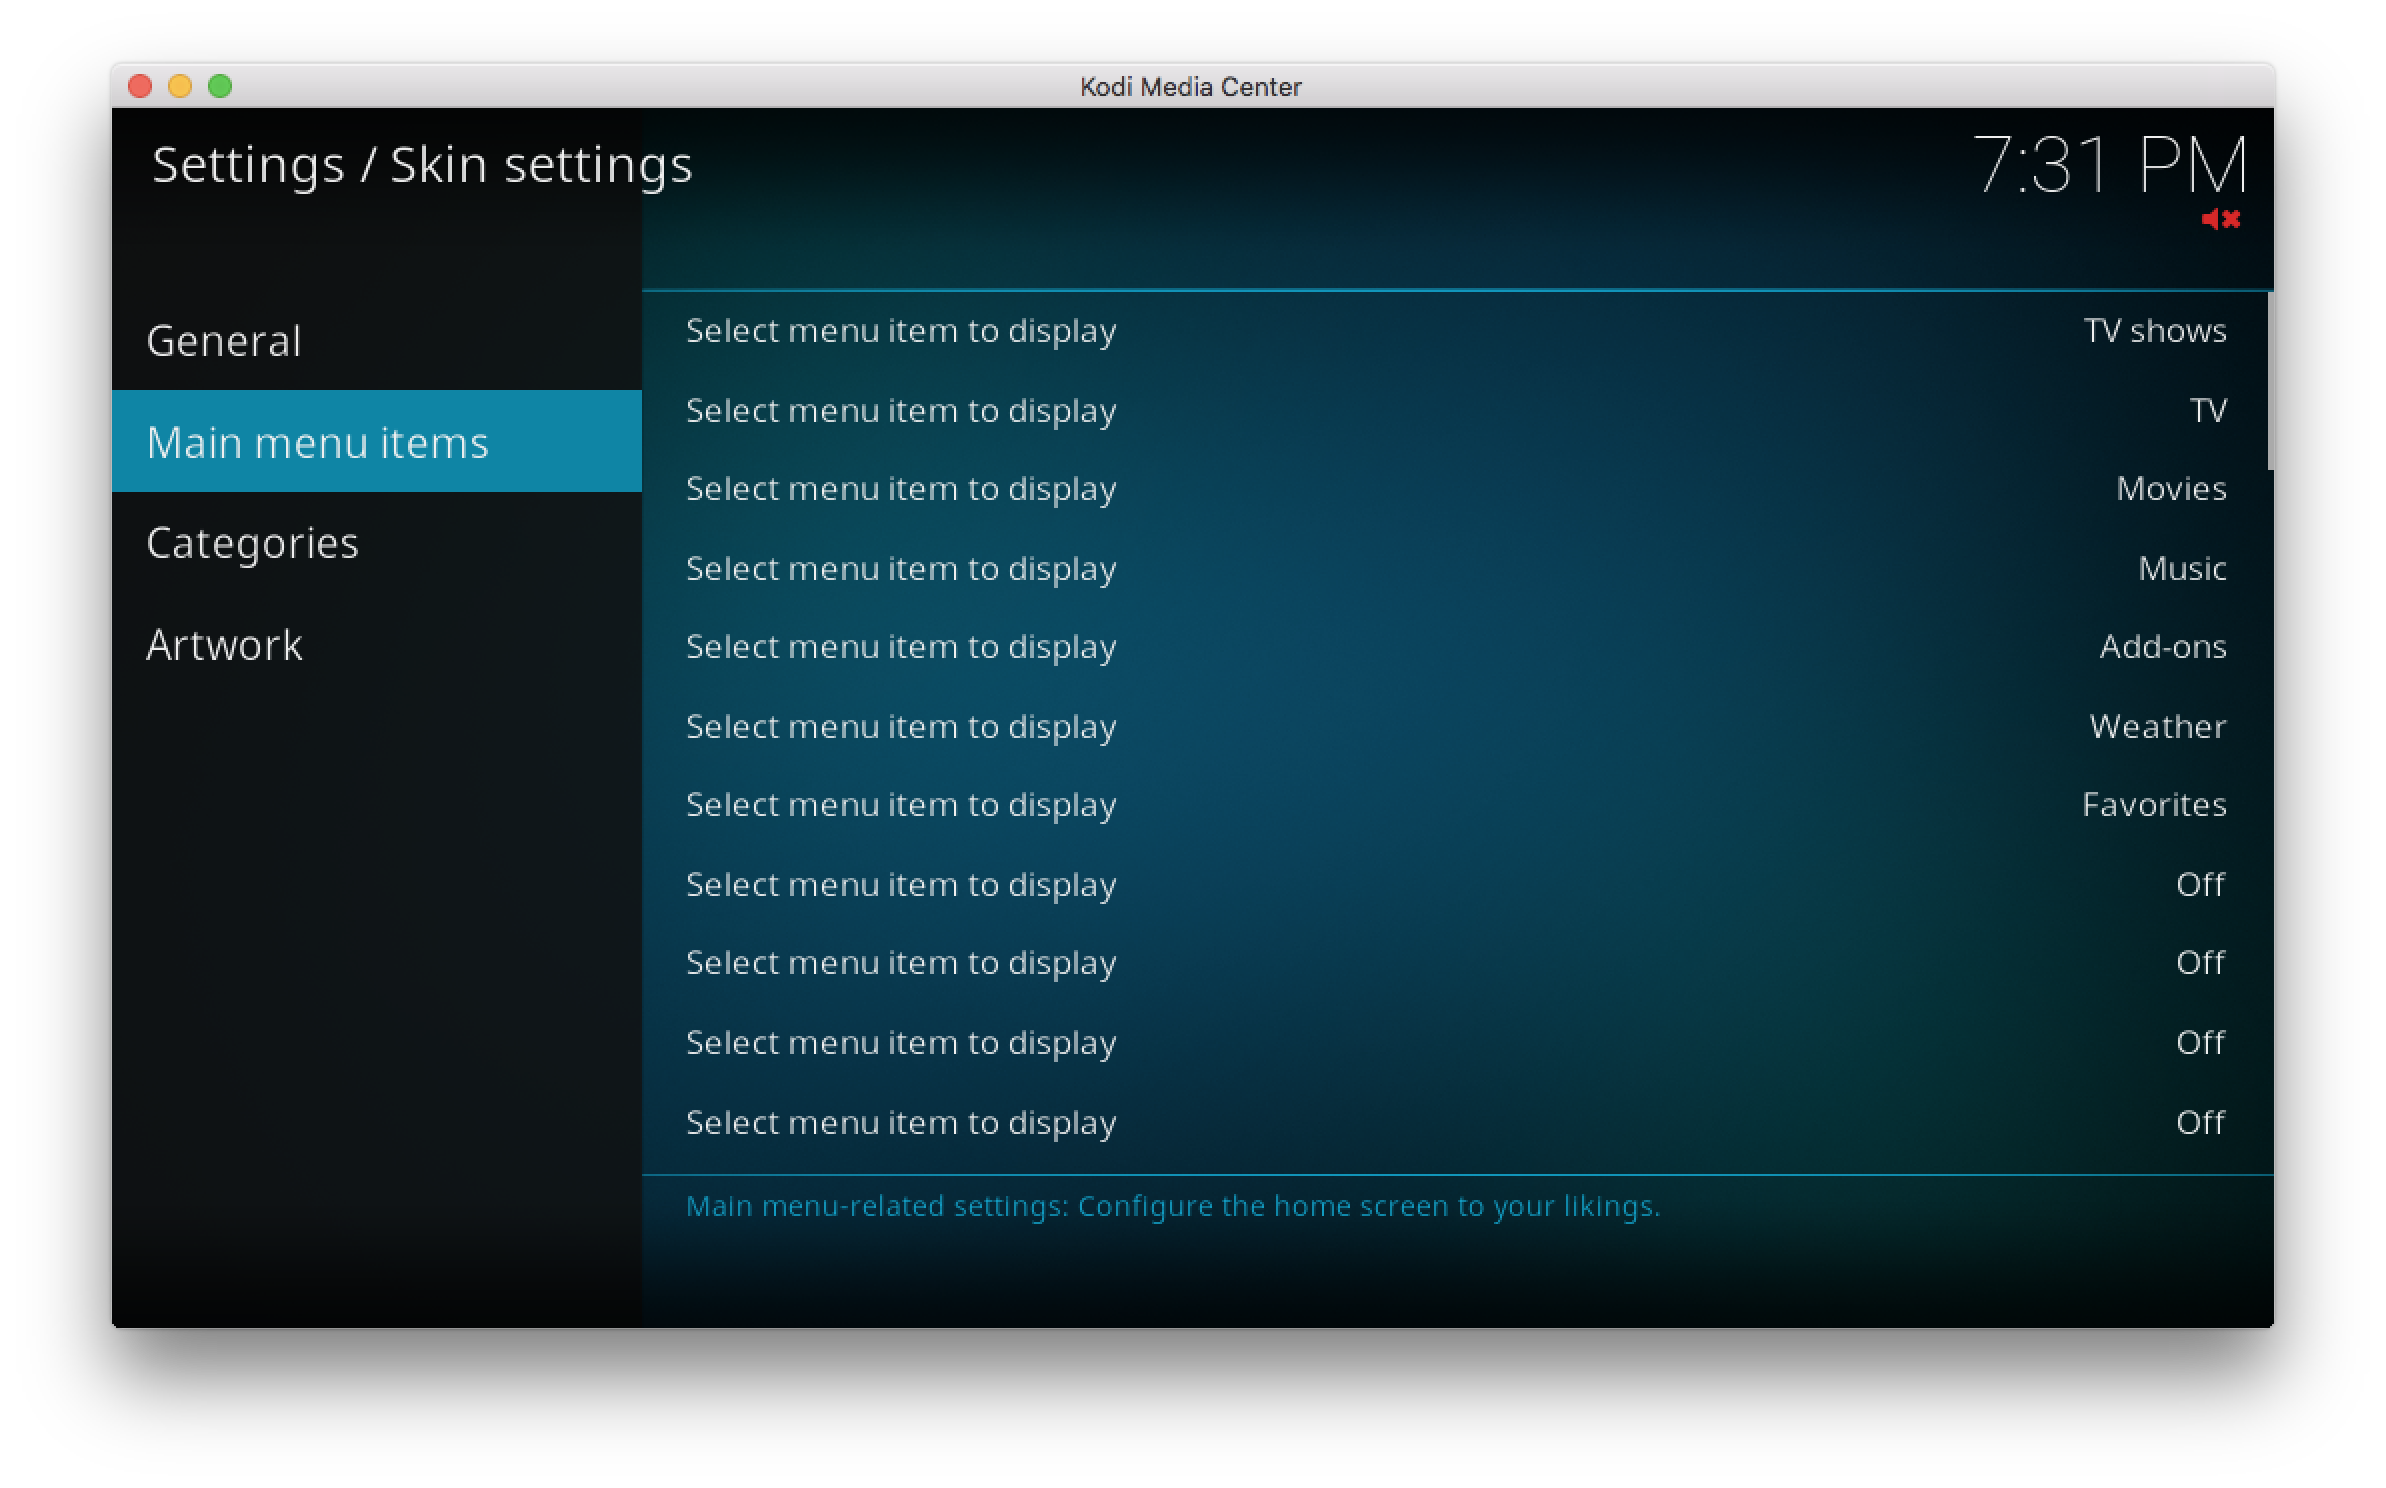 Kodi Media Center
Settings / Skin settings
7:31 PM
General
Main menu items
Categories
Artwork
Select menu item to display TV shows
Select menu item to display TV
Select menu item to display Movies
Select menu item to display Music
Select menu item to display Add-ons
Select menu item to display Weather
Select menu item to display Favorites
Select menu item to display Off
Select menu item to display Off
Select menu item to display Off
Select menu item to display Off
Main menu-related settings: Configure the home screen to your likings.